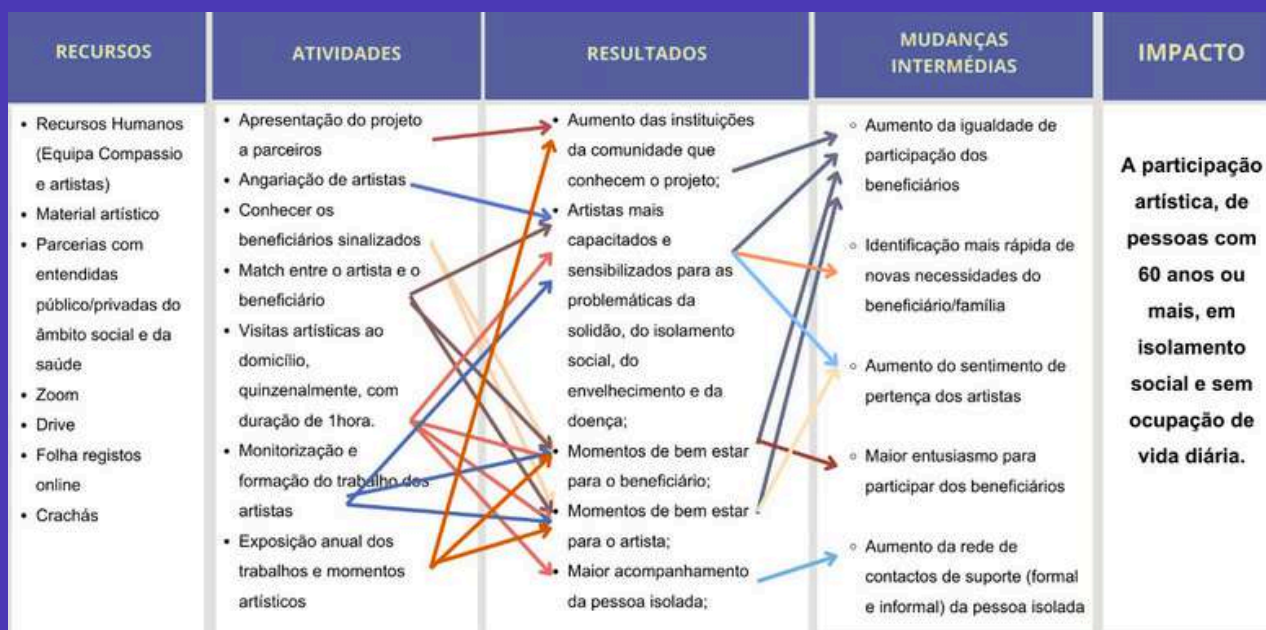 RECURSOS
ATIVIDADES
RESULTADOS
MUDANÇAS
INTERMÉDIAS
IMPACTO
• Recursos Humanos
(Equipa Compassio
e artistas)
• Material artístico
• Parcerias com
entendidas
público/privadas do
âmbito social e da
saúde
• Zoom
• Drive
• Folha registos
online
• Crachás
• Apresentação do projeto
a parceiros
• Angariação de artistas
• Conhecer os
beneficiários sinalizados
• Match entre o artista e o
beneficiário
• Visitas artísticas ao
domicílio,
quinzenalmente, com
duração de 1hora.
• Monitorização e
formação do trabalho dos
artistas
• Exposição anual dos
trabalhos e momentos
artísticos
• Aumento das instituições
da comunidade que
conhecem o projeto;
• Artistas mais
capacitados e
sensibilizados para as
problemáticas da
solidão, do isolamento
social, do
envelhecimento e da
doença;
• Momentos de bem estar
para o beneficiário;
• Momentos de bem estar
para o artista;
• Maior acompanhamento
da pessoa isolada;
◦ Aumento da igualdade de
participação dos
beneficiários
◦ Identificação mais rápida de
novas necessidades do
beneficiário/família
◦ Aumento do sentimento de
pertença dos artistas
◦ Maior entusiasmo para
participar dos beneficiários
◦ Aumento da rede de
contactos de suporte (formal
e informal) da pessoa isolada
A participação
artística, de
pessoas com
60 anos ou
mais, em
isolamento
social e sem
ocupação de
vida diária.